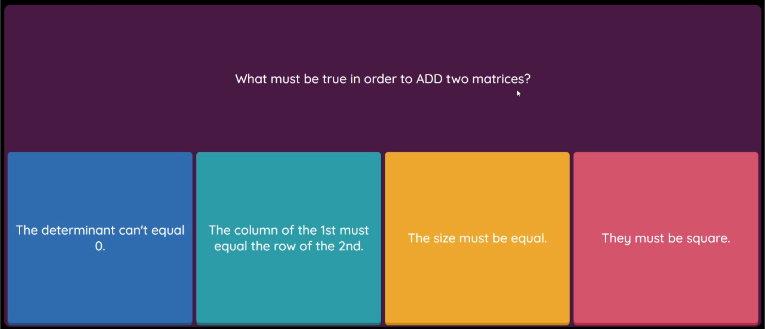 What must be true in order to ADD two matrices?
The determinant can't equal
0.
The column of the 1st must
equal the row of the 2nd.
The size must be equal.
They must be square.